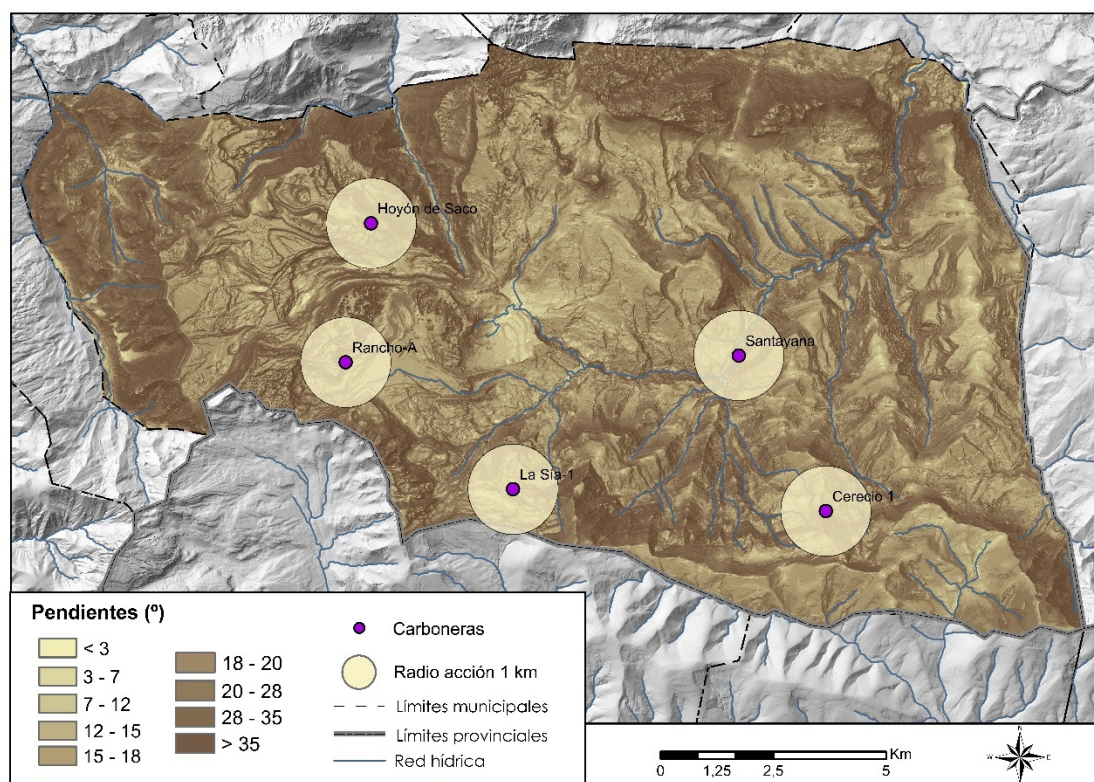 Hoyón de Saco
Rancho-A
Santayana
La Sía-1
Cerecio 1
Pendientes (º)
< 3
3 - 7
7 - 12
12 - 15
15 - 18
18 - 20
20 - 28
28 - 35
> 35
Carboneras
Radio acción 1 km
Límites municipales
Límites provinciales
Red hídrica
Km
0 1,25 2,5 5
N
W E
S